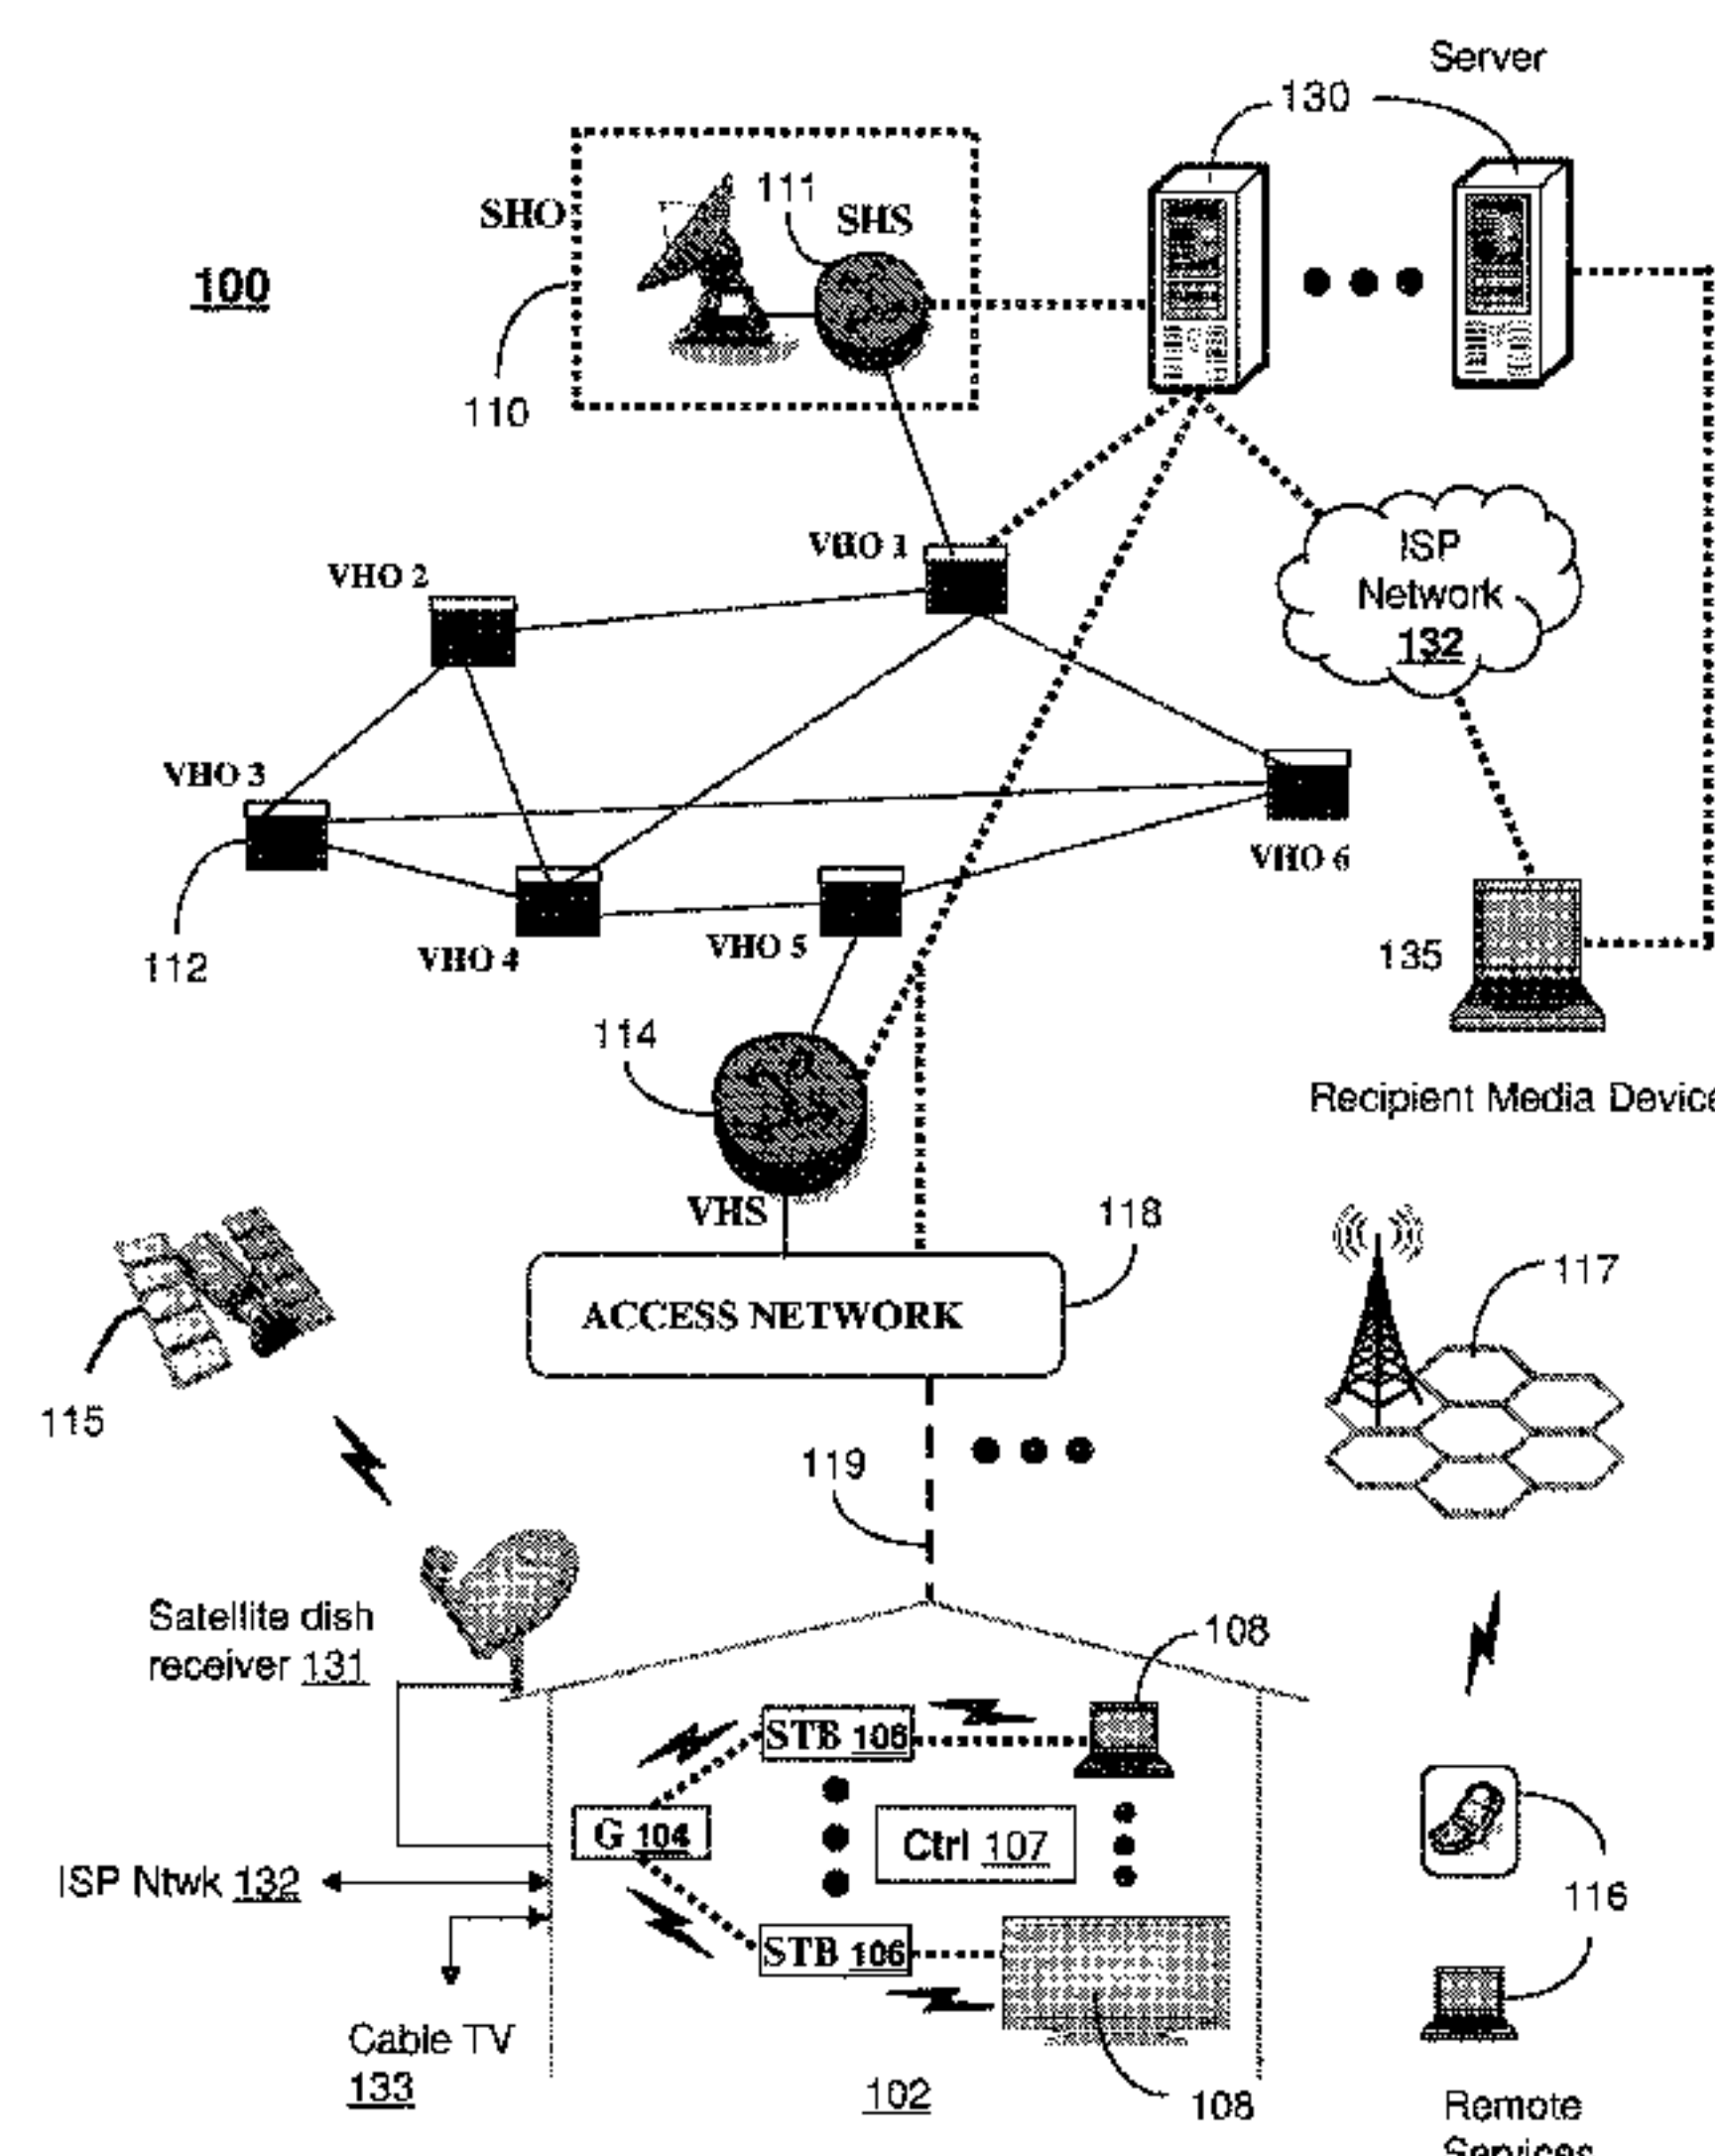 Server
130
111
SHO
SHS
100
110
VHO 1
ISP
Network
132
VHO 2
VHO 3
VHO 6
112
VHO 4
VHO 5
135
114
Recipient Media Device
VHS
118
117
ACCESS NETWORK
115
119
Satellite dish
receiver 131
108
STB 106
G 104
Ctrl 107
ISP Ntwk 132
116
STB 106
Cable TV
133
102
108
Remote
Services